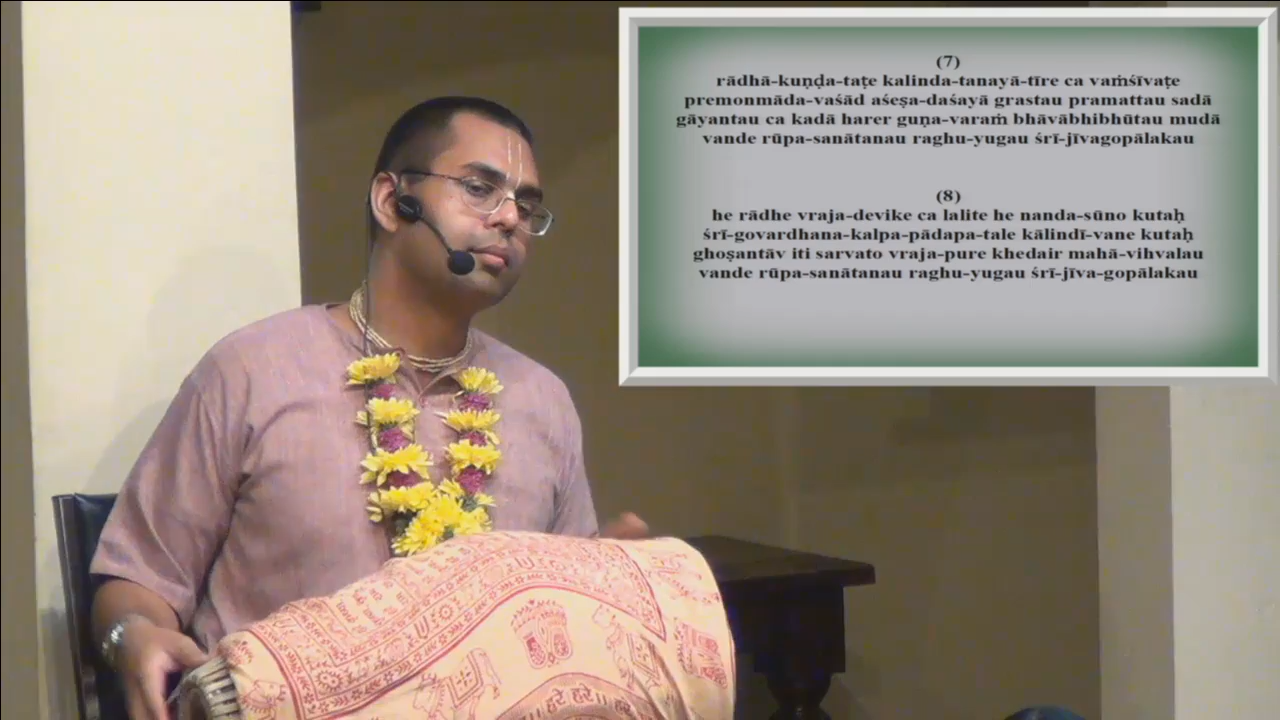 (7)
rādhā-kuṇḍa-taṭe kalinda-tanayā-tīre ca vaṁśīvaṭe
premonmāda-vaśād aśeṣa-daśayā grastau pramattau sadā
gāyantau ca kadā harer guṇa-varaṁ bhāvābhibhūtau mudā
vande rūpa-sanātanau raghu-yugau śrī-jīvagopālakau
(8)
he rādhe vraja-devike ca lalite he nanda-sūno kutaḥ
śrī-govardhana-kalpa-pādapa-tale kālindī-vane kutaḥ
ghoṣantāv iti sarvato vraja-pure khedair mahā-vihvalau
vande rūpa-sanātanau raghu-yugau śrī-jīva-gopālakau
हरे हरे